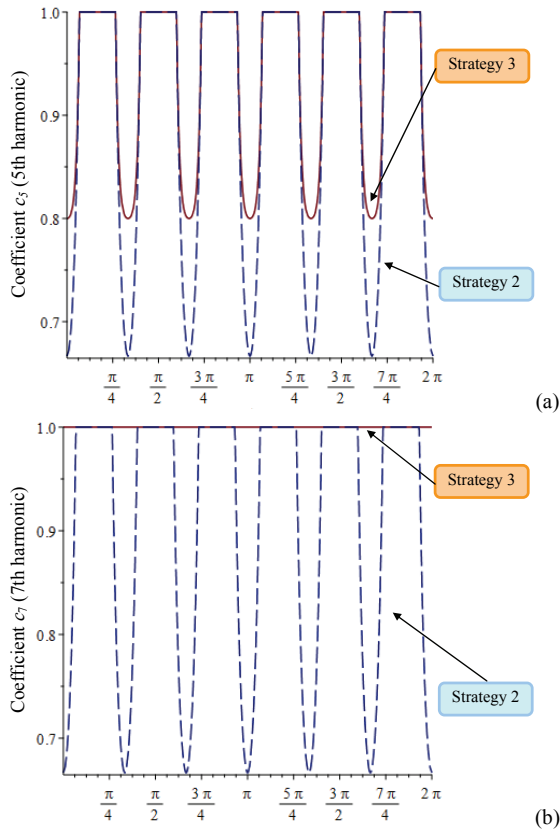 1.0
Strategy 3
0.9
Coefficient c₅ (5th harmonic)
0.8
Strategy 2
0.7
π/4 π/2 3π/4 π 5π/4 3π/2 7π/4 2π
(a)
1.0
Strategy 3
0.9
Coefficient c₇ (7th harmonic)
0.8
Strategy 2
0.7
π/4 π/2 3π/4 π 5π/4 3π/2 7π/4 2π
(b)